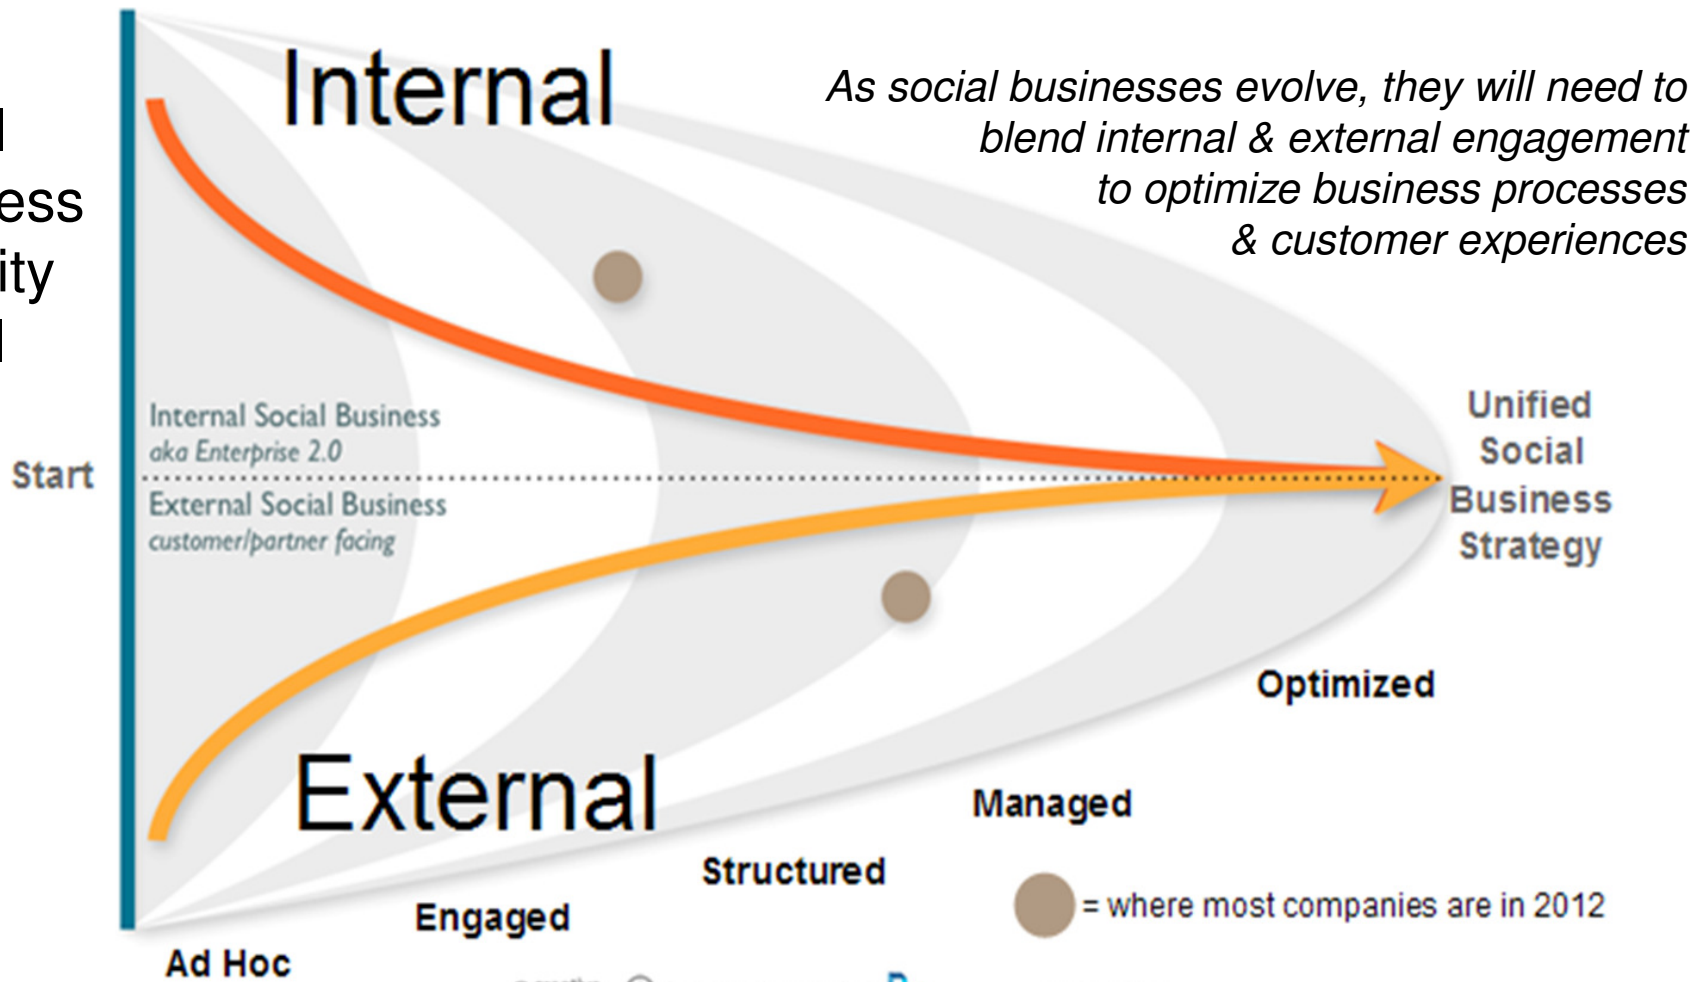 Internal
As social businesses evolve, they will need to
blend internal & external engagement
to optimize business processes
& customer experiences
ess
ity
Internal Social Business
aka Enterprise 2.0
Start
External Social Business
customer/partner facing
Unified
Social
Business
Strategy
External
Optimized
Managed
Structured
Engaged
Ad Hoc
= where most companies are in 2012